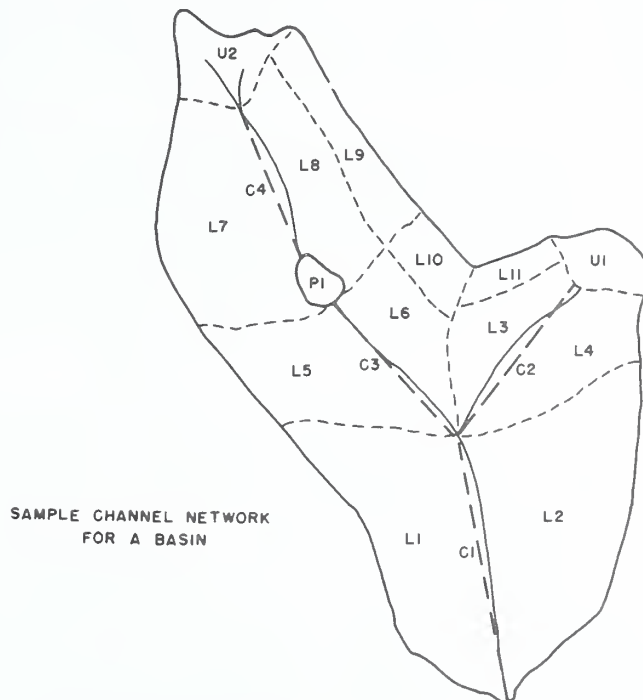 U2
L9
L8
C4
L7
L10
L11
U1
P1
L6
L3
L4
C3
C2
L5
SAMPLE CHANNEL NETWORK
FOR A BASIN
L2
L1
C1